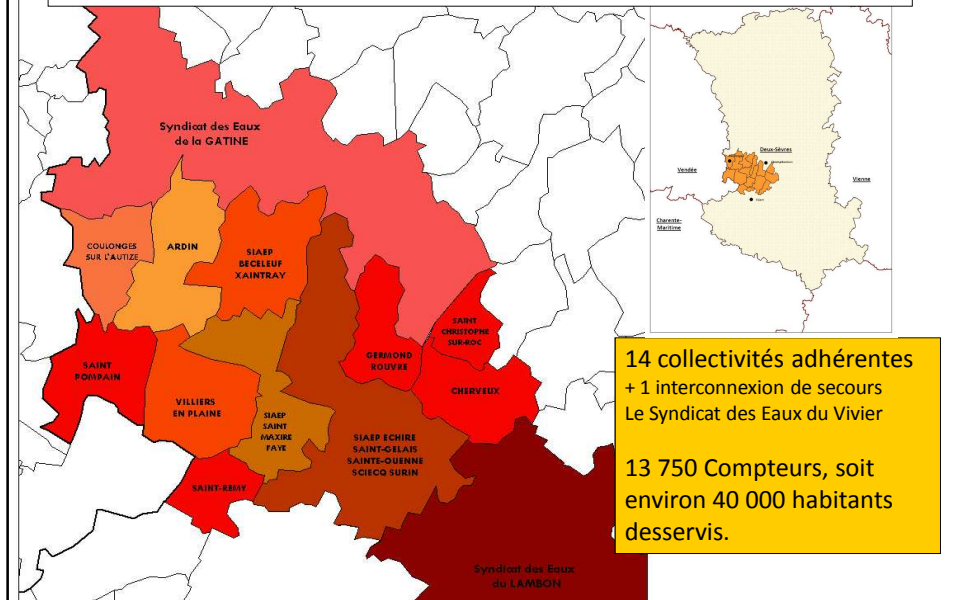 Syndicat des Eaux
de la GATINE
COULONGES
SUR L'AUTIZE
ARDIN
SIAEP
BECELEUF
XAINTRAY
SAINT
CHRISTOPHE
SUR-ROC
GERMOND
ROUVRE
CHERVEUX
SAINT
POMPAIN
VILLIERS
EN PLAINE
SIAEP
SAINT
MAXIRE
FAYE
SIAEP ECHIRE
SAINT-GELAIS
SAINTE-OUENNE
SCIECQ SURIN
SAINT-REMY
Syndicat des Eaux
du LAMBON
Deux-Sèvres
Vendée
Vienne
Charente-
Maritime
14 collectivités adhérentes
+ 1 interconnexion de secours
Le Syndicat des Eaux du Vivier
13 750 Compteurs, soit
environ 40 000 habitants
desservis.